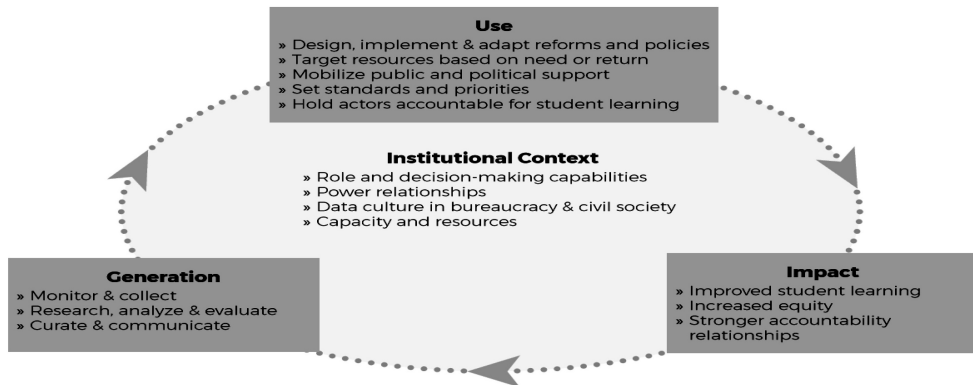 Use
» Design, implement & adapt reforms and policies
» Target resources based on need or return
» Mobilize public and political support
» Set standards and priorities
» Hold actors accountable for student learning
Institutional Context
» Role and decision-making capabilities
» Power relationships
» Data culture in bureaucracy & civil society
» Capacity and resources
Generation
» Monitor & collect
» Research, analyze & evaluate
» Curate & communicate
Impact
» Improved student learning
» Increased equity
» Stronger accountability
relationships